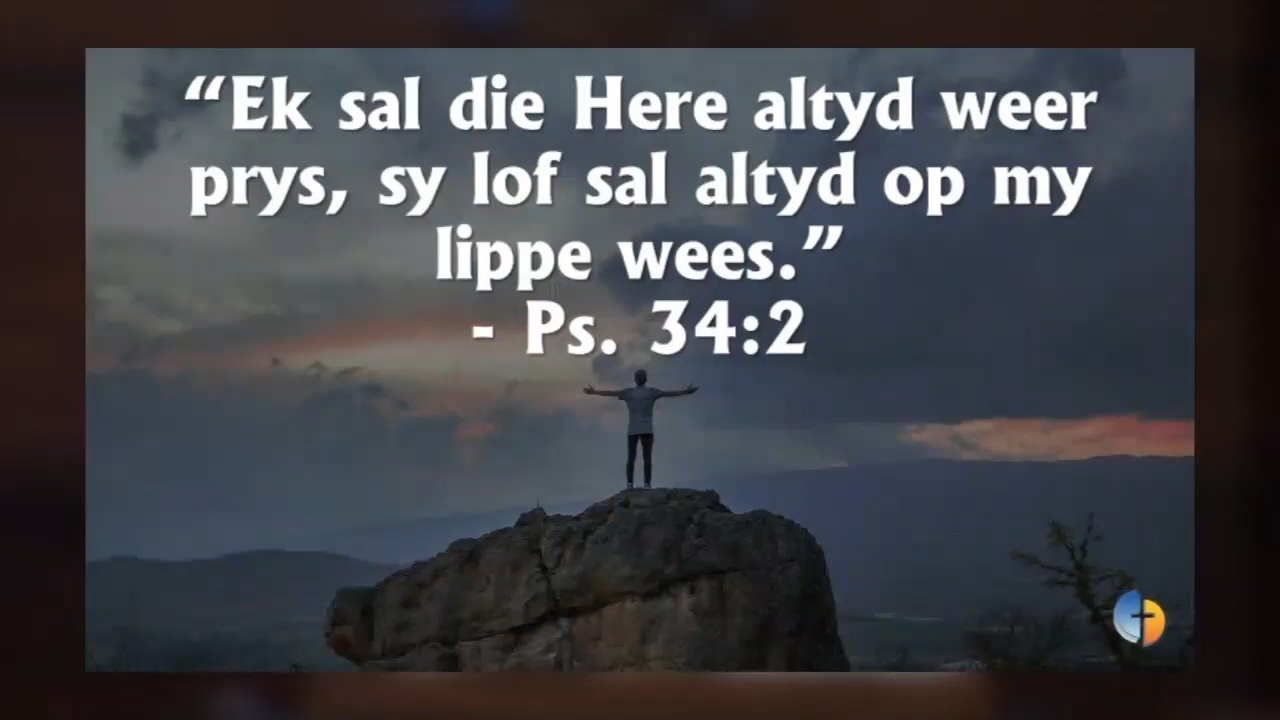 “Ek sal die Here altyd weer
prys, sy lof sal altyd op my
lippe wees.”
- Ps. 34:2